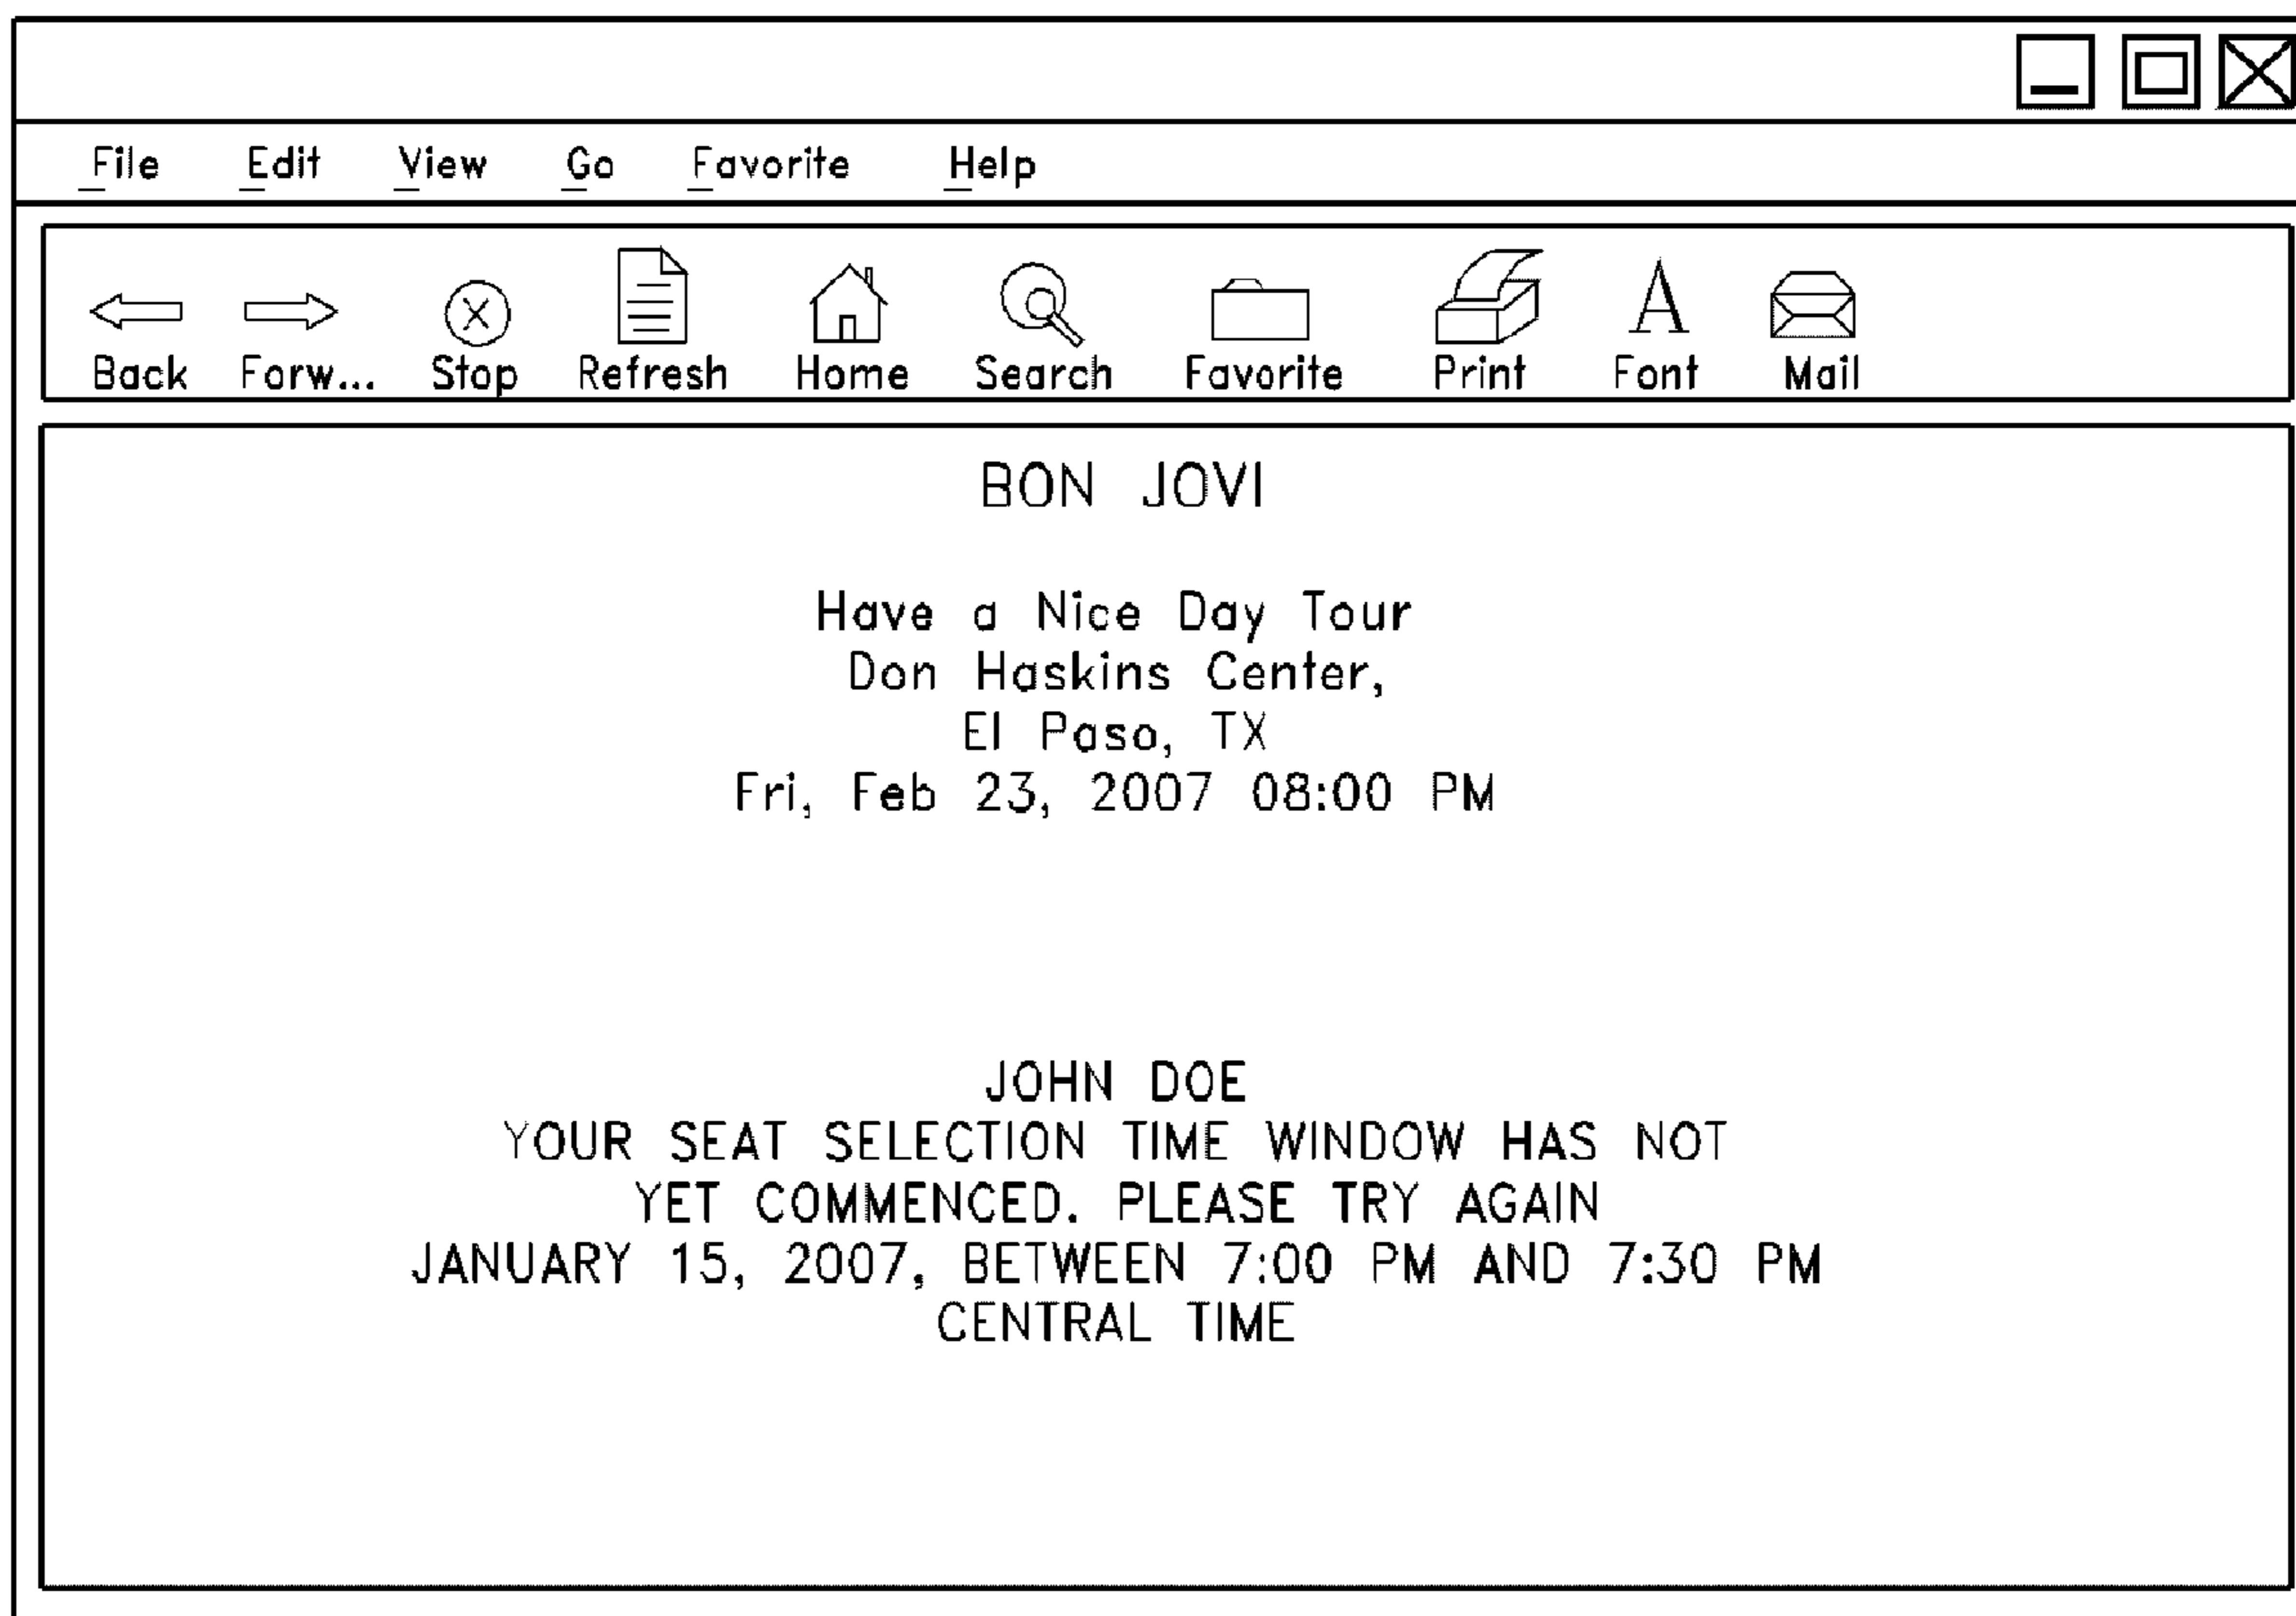 File Edit View Go Favorite Help
Back Forw... Stop Refresh Home Search Favorite Print Font Mail
BON JOVI
Have a Nice Day Tour
Don Haskins Center,
El Paso, TX
Fri, Feb 23, 2007 08:00 PM
JOHN DOE
YOUR SEAT SELECTION TIME WINDOW HAS NOT
YET COMMENCED. PLEASE TRY AGAIN
JANUARY 15, 2007, BETWEEN 7:00 PM AND 7:30 PM
CENTRAL TIME